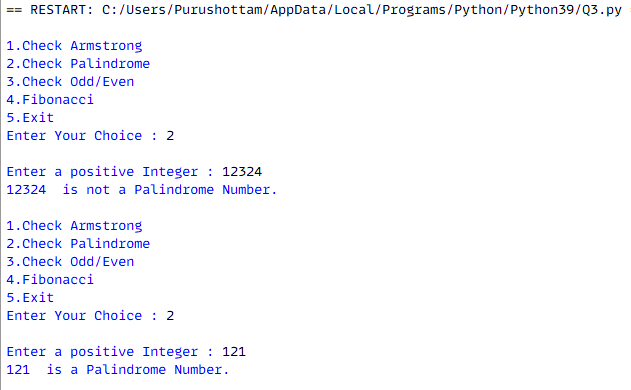 == RESTART: C:/Users/Purushottam/AppData/Local/Programs/Python/Python39/Q3.py
1.Check Armstrong
2.Check Palindrome
3.Check Odd/Even
4.Fibonacci
5.Exit
Enter Your Choice : 2
Enter a positive Integer : 12324
12324  is not a Palindrome Number.
1.Check Armstrong
2.Check Palindrome
3.Check Odd/Even
4.Fibonacci
5.Exit
Enter Your Choice : 2
Enter a positive Integer : 121
121  is a Palindrome Number.